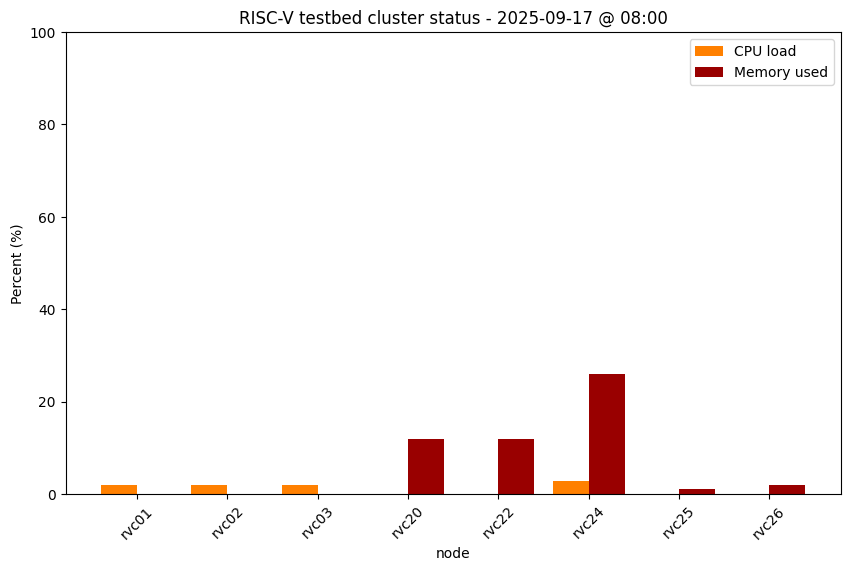 RISC-V testbed cluster status - 2025-09-17 @ 08:00
CPU load
Memory used
Percent (%)
100
80
60
40
20
0
rvc01
rvc02
rvc03
rvc20
rvc22
rvc24
rvc25
rvc26
node